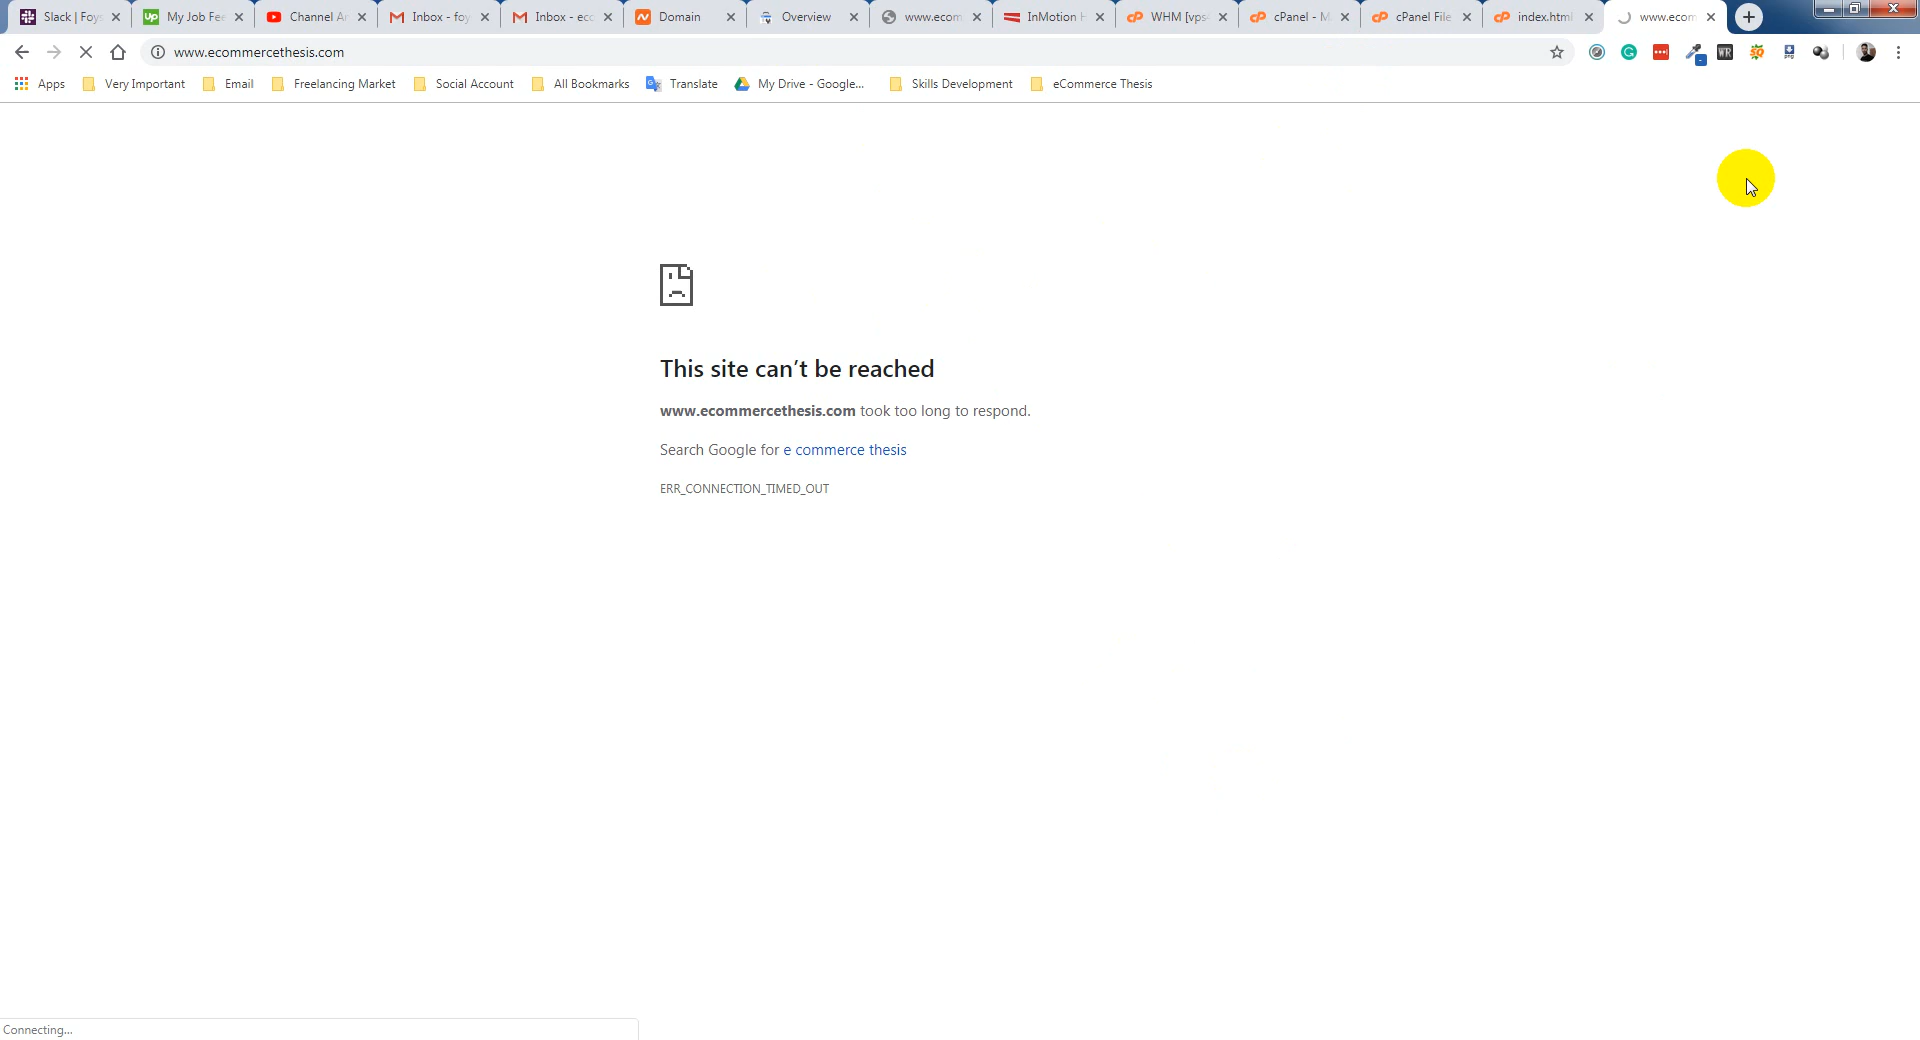 Slack | Foys My Job Fee Channel An Inbox - foy Inbox - ecc Domain Overview www.ecom InMotion H WHM [vps cPanel - M cPanel File index.html www.ecom
www.ecommercethesis.com
Apps Very Important Email Freelancing Market Social Account All Bookmarks Translate My Drive - Google... Skills Development eCommerce Thesis
This site can’t be reached
www.ecommercethesis.com took too long to respond.
Search Google for e commerce thesis
ERR_CONNECTION_TIMED_OUT
Connecting...